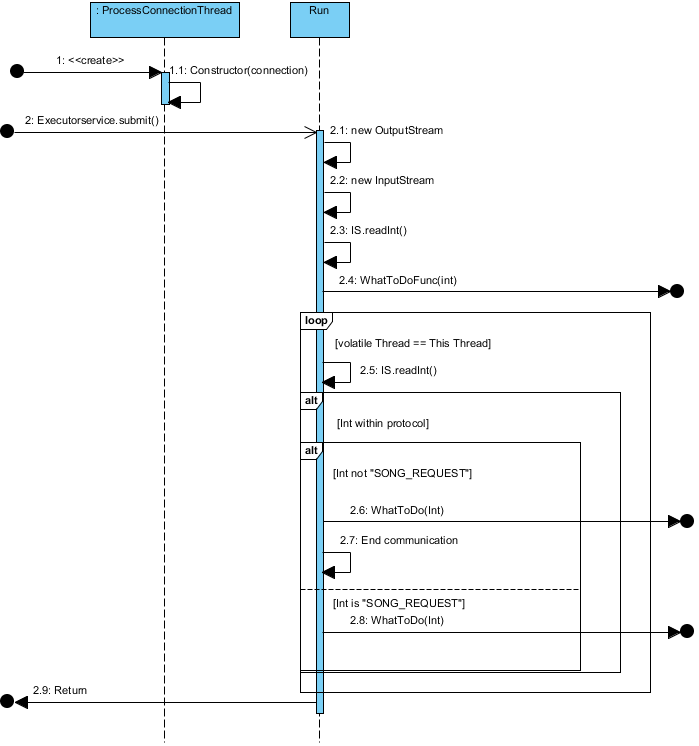 : ProcessConnectionThread
Run
1: <<create>>
1.1: Constructor(connection)
2: Executorservice.submit()
2.1: new OutputStream
2.2: new InputStream
2.3: IS.readInt()
2.4: WhatToDoFunc(int)
loop
[volatile Thread == This Thread]
2.5: IS.readInt()
alt
[Int within protocol]
alt
[Int not "SONG_REQUEST"]
2.6: WhatToDo(Int)
2.7: End communication
[Int is "SONG_REQUEST"]
2.8: WhatToDo(Int)
2.9: Return